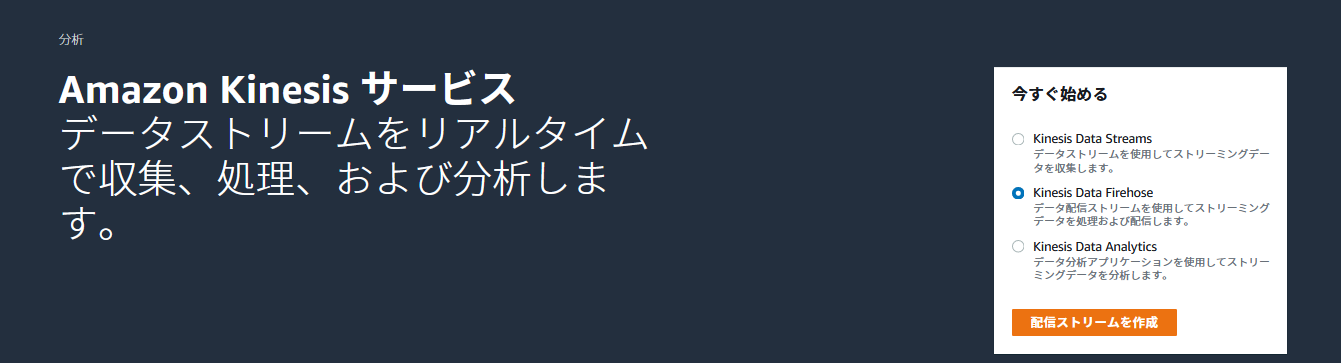 分析
Amazon Kinesis サービス
データストリームをリアルタイム
で収集、処理、および分析しま
す。
今すぐ始める
Kinesis Data Streams
データストリームを使用してストリーミングデー
タを収集します。
Kinesis Data Firehose
データ配信ストリームを使用してストリーミング
データを処理および配信します。
Kinesis Data Analytics
データ分析アプリケーションを使用してストリー
ミングデータを分析します。
配信ストリームを作成